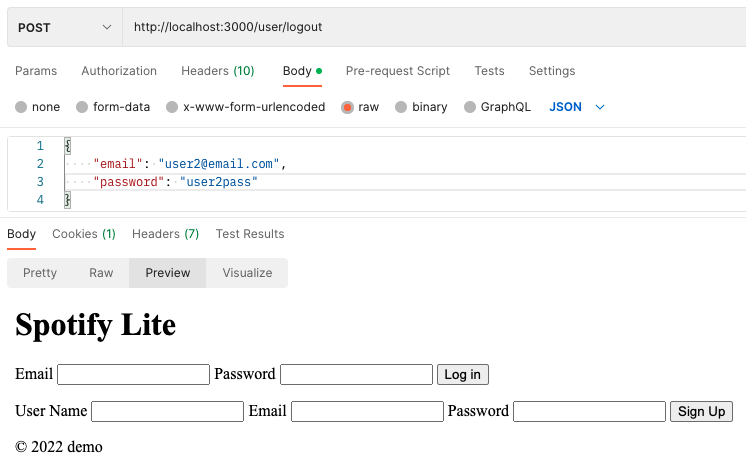 POST http://localhost:3000/user/logout
Params Authorization Headers (10) Body Pre-request Script Tests Settings
none form-data x-www-form-urlencoded raw binary GraphQL JSON
1 {
2 "email": "user2@email.com",
3 "password": "user2pass"
4 }
Body Cookies (1) Headers (7) Test Results
Pretty Raw Preview Visualize
Spotify Lite
Email Password Log in
User Name Email Password Sign Up
© 2022 demo